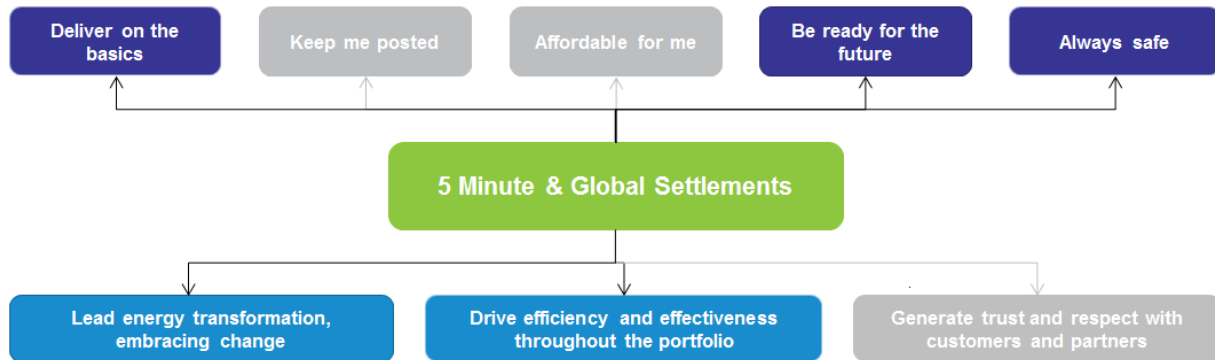 Deliver on the
basics
Keep me posted
Affordable for me
Be ready for the
future
Always safe
5 Minute & Global Settlements
Lead energy transformation,
embracing change
Drive efficiency and effectiveness
throughout the portfolio
Generate trust and respect with
customers and partners